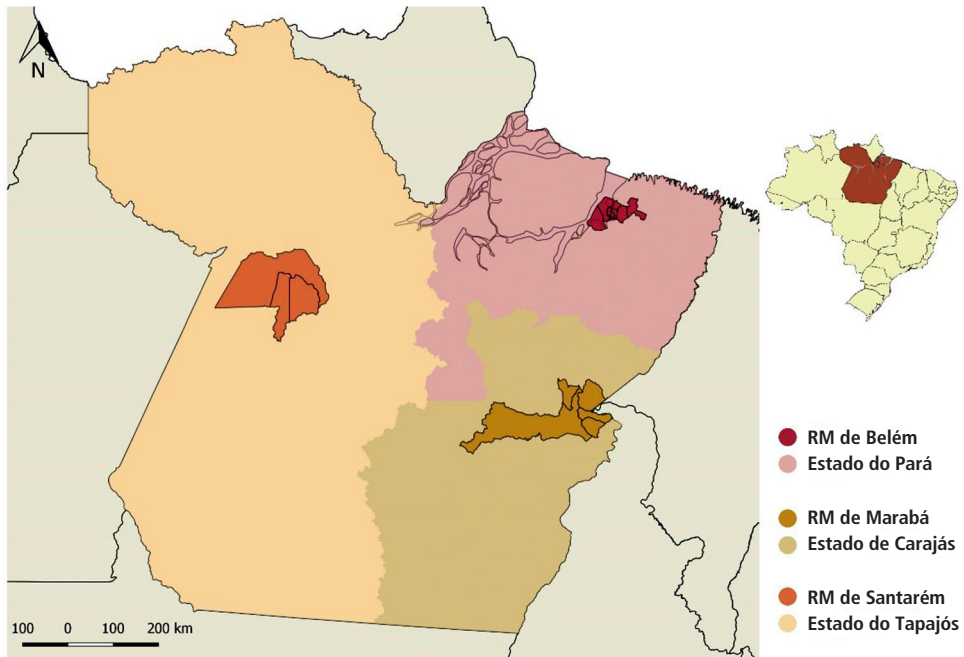 N
RM de Belém
Estado do Pará
RM de Marabá
Estado de Carajás
RM de Santarém
Estado do Tapajós
100 0 100 200 km